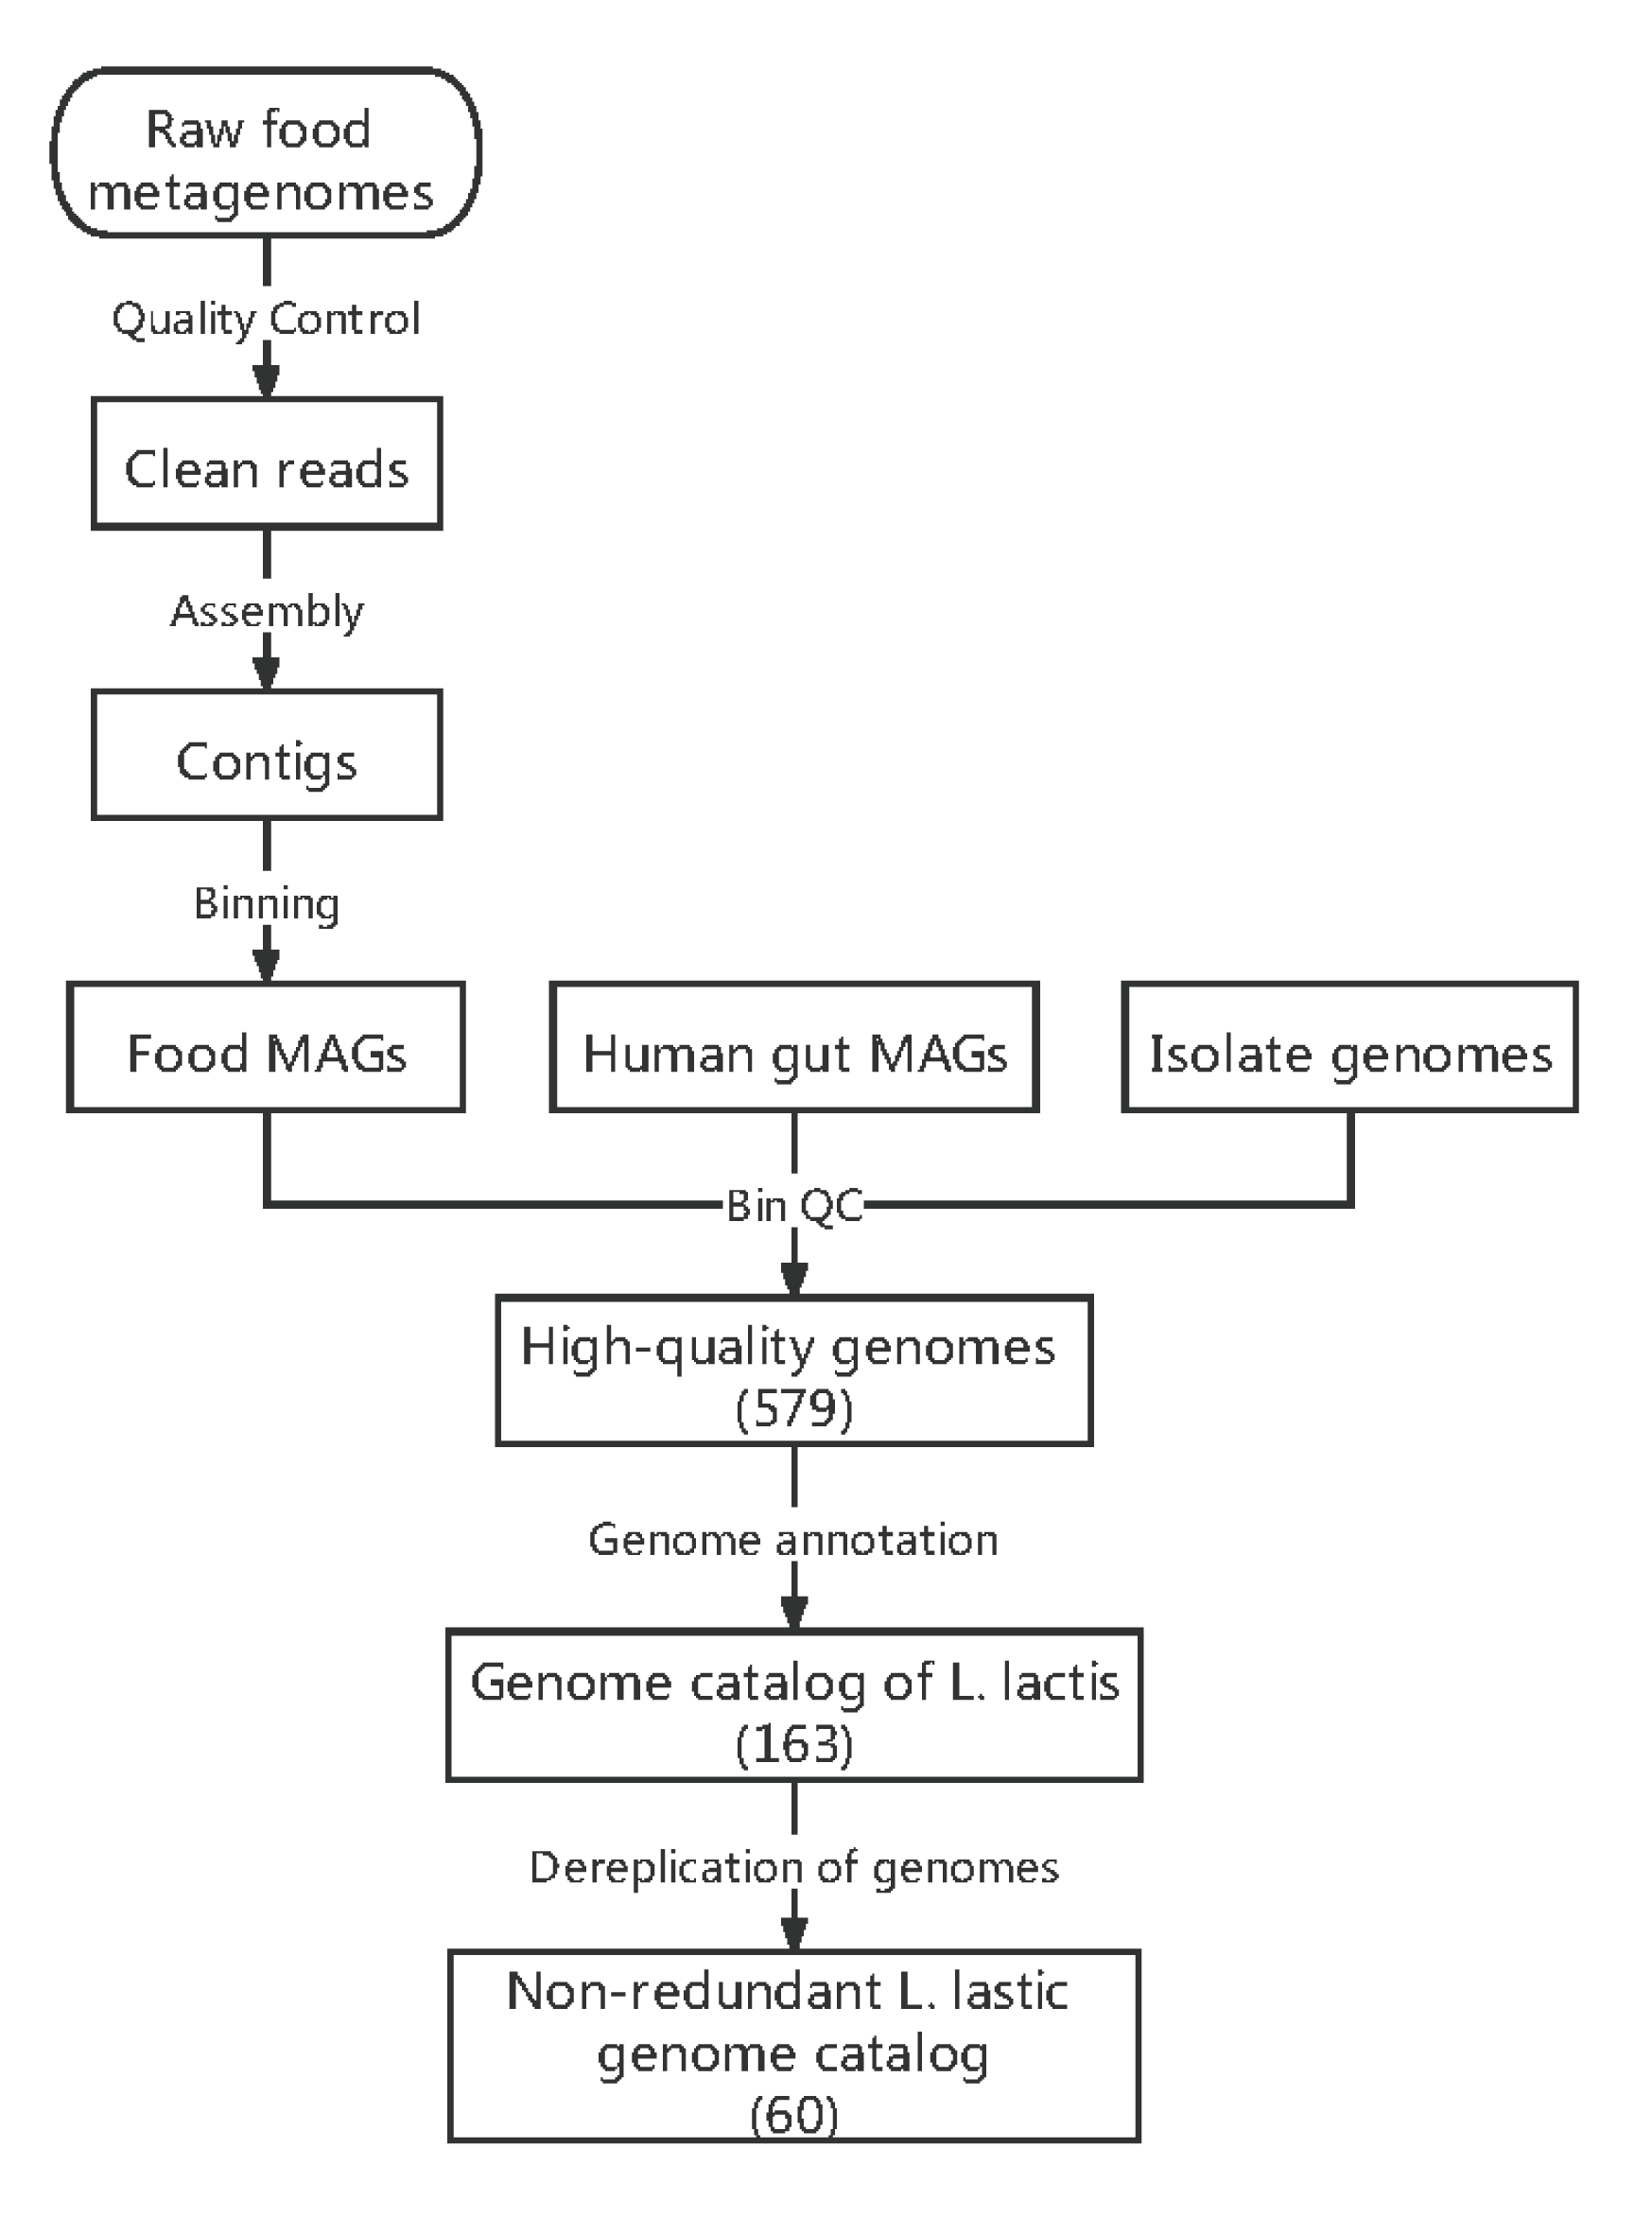 Raw food
metagenomes
Quality Control
Clean reads
Assembly
Contigs
Binning
Food MAGs
Human gut MAGs
Isolate genomes
Bin QC
High-quality genomes
(579)
Genome annotation
Genome catalog of L. lactis
(163)
Dereplication of genomes
Non-redundant L. lastic
genome catalog
(60)